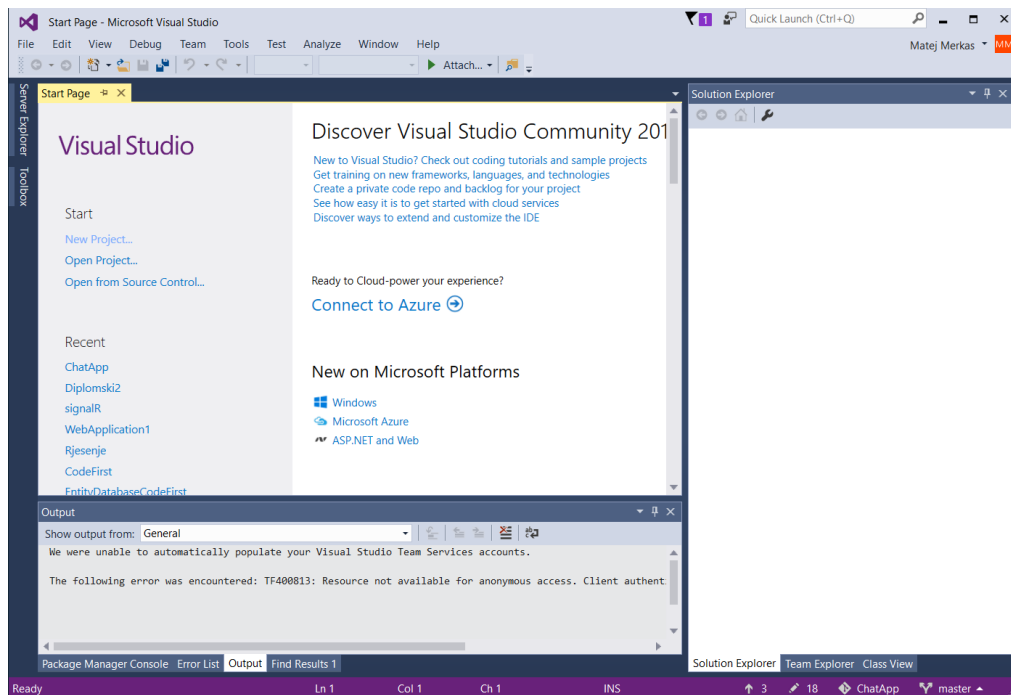 Start Page - Microsoft Visual Studio
1
Quick Launch (Ctrl+Q)
File Edit View Debug Team Tools Test Analyze Window Help
Matej Merkas
MM
Attach...
Server Explorer
Toolbox
Start Page
Visual Studio
Start
New Project...
Open Project...
Open from Source Control...
Recent
ChatApp
Diplomski2
signalR
WebApplication1
Rjesenje
CodeFirst
EntityDatabaseCodeFirst
Discover Visual Studio Community 201
New to Visual Studio? Check out coding tutorials and sample projects
Get training on new frameworks, languages, and technologies
Create a private code repo and backlog for your project
See how easy it is to get started with cloud services
Discover ways to extend and customize the IDE
Ready to Cloud-power your experience?
Connect to Azure
New on Microsoft Platforms
Windows
Microsoft Azure
ASP.NET and Web
Solution Explorer
Output
Show output from: General
We were unable to automatically populate your Visual Studio Team Services accounts.
The following error was encountered: TF400813: Resource not available for anonymous access. Client authent
Package Manager Console Error List Output Find Results 1
Solution Explorer Team Explorer Class View
Ready Ln 1 Col 1 Ch 1 INS 3 18 ChatApp master